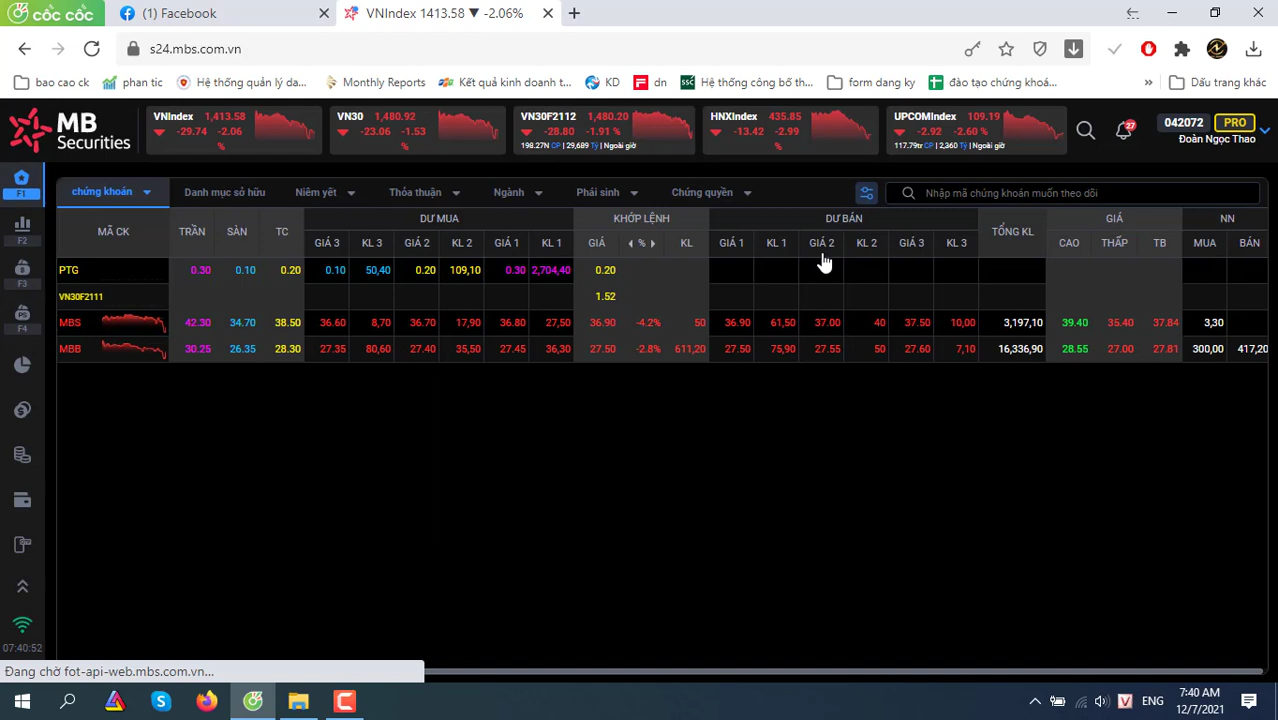 cốc cốc
(1) Facebook
VNIndex 1413.58 ▼ -2.06%
s24.mbs.com.vn
bao cao ck
phan tic
Hệ thống quản lý da...
Monthly Reports
Kết quả kinh doanh t...
KD
dn
Hệ thống công bố th...
form dang ky
đào tạo chứng khoá...
»
Dấu trang khác
MB Securities
VNIndex 1,413.58
-29.74 -2.06 %
VN30 1,480.92
-23.06 -1.53 %
VN30F2112 1,480.20
-28.80 -1.91 %
198.27N CP | 29,689 Tỷ | Ngoài giờ
HNXIndex 435.85
-13.42 -2.99 %
UPCOMIndex 109.19
-2.92 -2.60 %
117.79tr CP | 2,360 Tỷ | Ngoài giờ
27
042072 PRO
Đoàn Ngọc Thao
F1
F2
F3
F4
chứng khoán Danh mục sở hữu Niêm yết Thỏa thuận Ngành Phái sinh Chứng quyền
Nhập mã chứng khoán muốn theo dõi
MÃ CK TRẦN SÀN TC DƯ MUA KHỚP LỆNH DƯ BÁN TỔNG KL GIÁ NN
GIÁ 3 KL 3 GIÁ 2 KL 2 GIÁ 1 KL 1 GIÁ % KL GIÁ 1 KL 1 GIÁ 2 KL 2 GIÁ 3 KL 3 CAO THẤP TB MUA BÁN
PTG 0.30 0.10 0.20 0.10 50,40 0.20 109,10 0.30 2,704,40 0.20
VN30F2111 1.52
MBS 42.30 34.70 38.50 36.60 8,70 36.70 17,90 36.80 27,50 36.90 -4.2% 50 36.90 61,50 37.00 40 37.50 10,00 3,197,10 39.40 35.40 37.84 3,30
MBB 30.25 26.35 28.30 27.35 80,60 27.40 35,50 27.45 36,30 27.50 -2.8% 611,20 27.50 75,90 27.55 50 27.60 7,10 16,336,90 28.55 27.00 27.81 300,00 417,20
07:40:52
Đang chờ fot-api-web.mbs.com.vn...
ENG
7:40 AM
12/7/2021